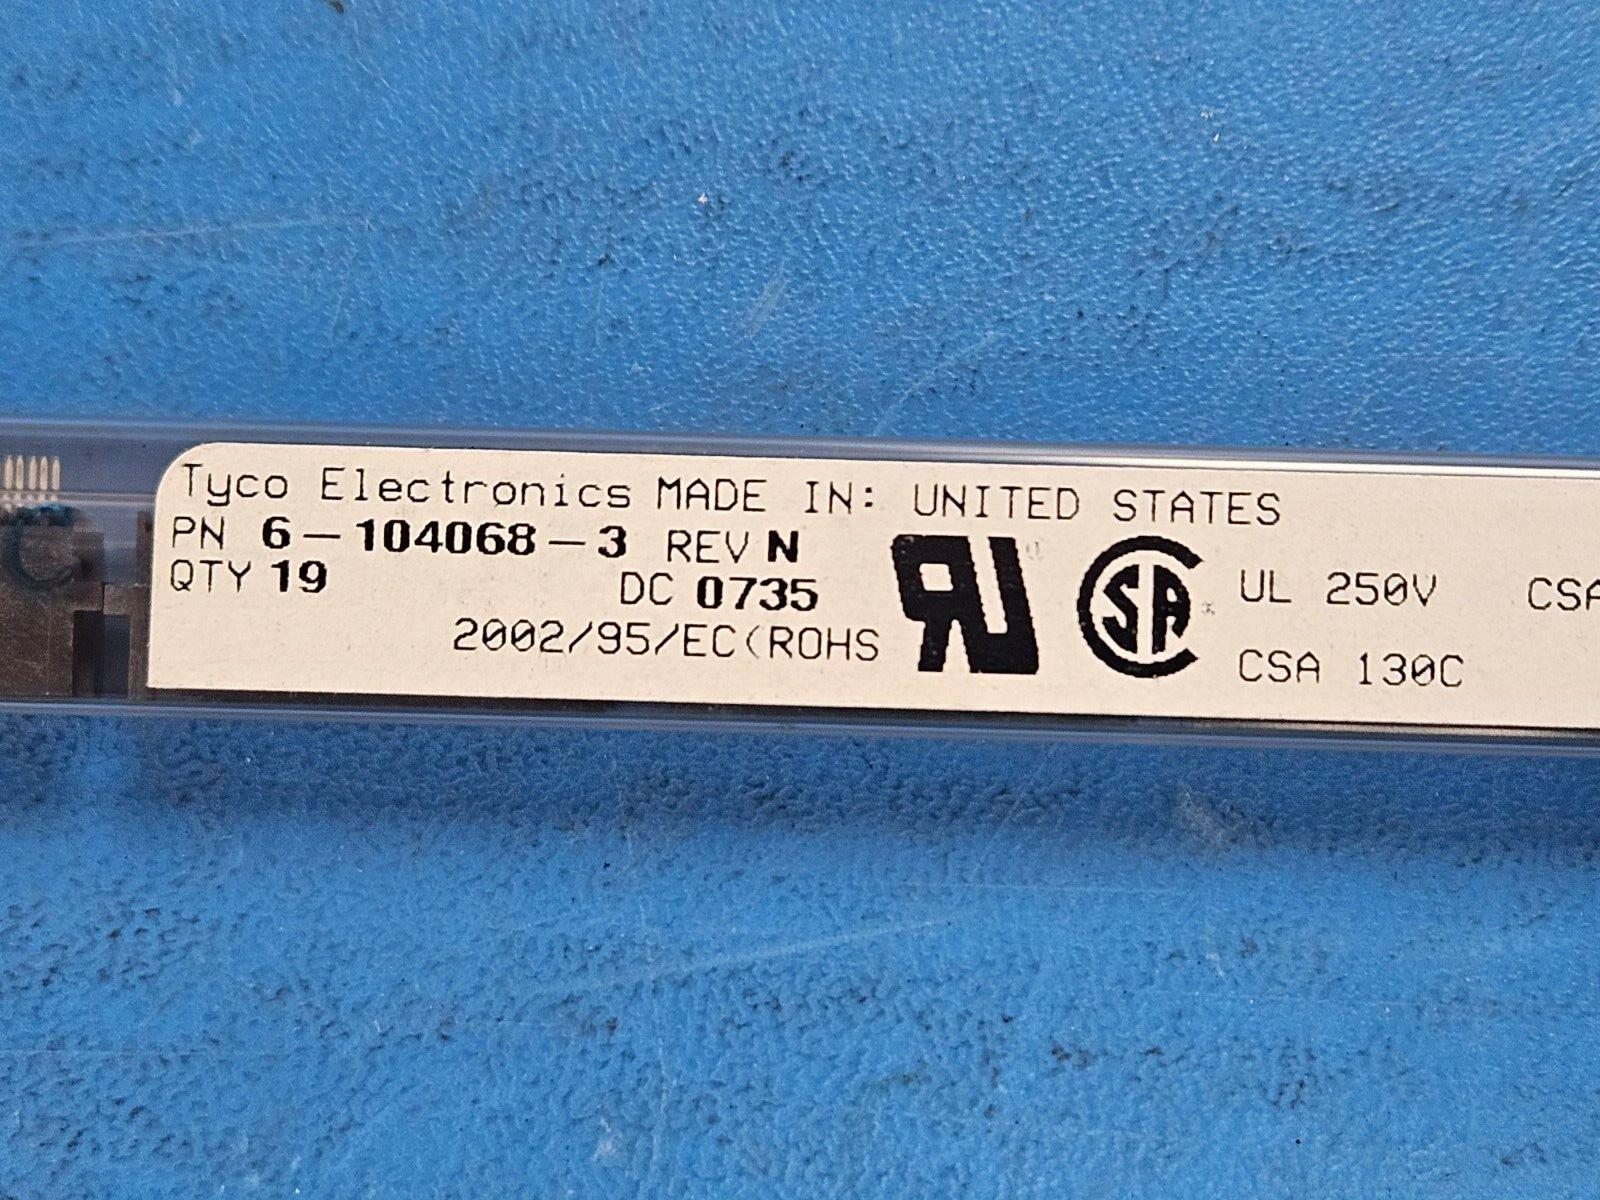 Tyco Electronics MADE IN: UNITED STATES
PN 6-104068-3 REV N
QTY 19 DC 0735 UL 250V CSA
2002/95/EC(ROHS CSA 130C